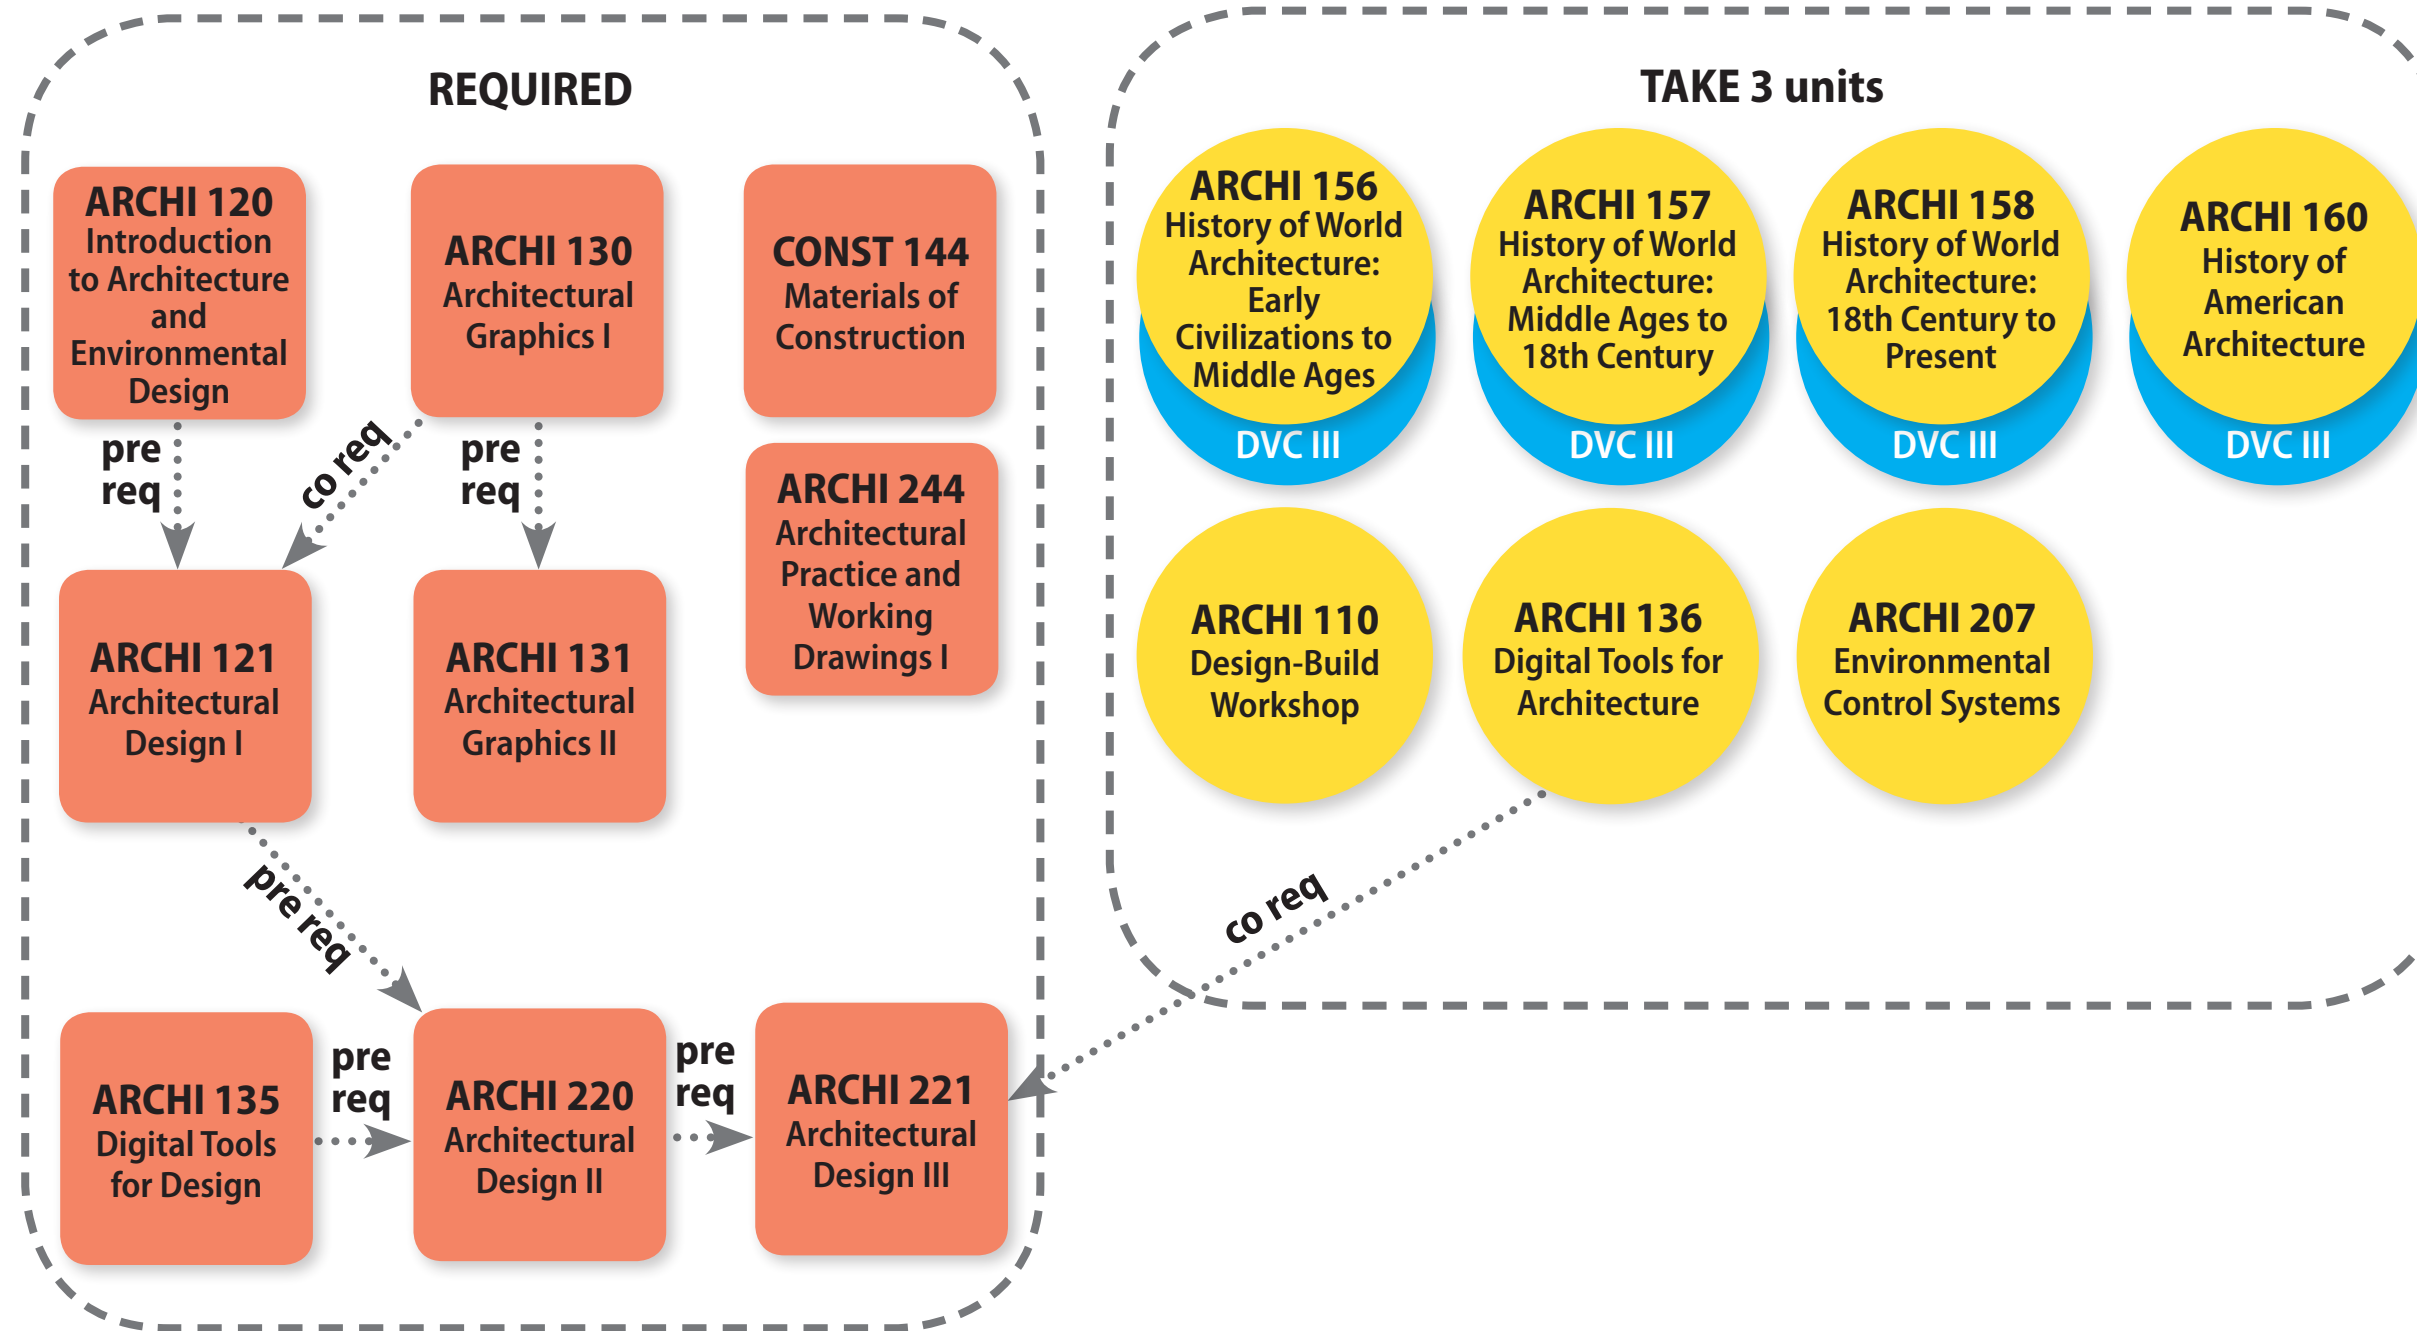 REQUIRED
ARCHI 120
Introduction
to Architecture
and
Environmental
Design
ARCHI 130
Architectural
Graphics I
CONST 144
Materials of
Construction
pre
req
co req
pre
req
ARCHI 244
Architectural
Practice and
Working
Drawings I
ARCHI 121
Architectural
Design I
ARCHI 131
Architectural
Graphics II
pre req
ARCHI 135
Digital Tools
for Design
pre
req
ARCHI 220
Architectural
Design II
pre
req
ARCHI 221
Architectural
Design III
TAKE 3 units
ARCHI 156
History of World
Architecture:
Early
Civilizations to
Middle Ages
DVC III
ARCHI 157
History of World
Architecture:
Middle Ages to
18th Century
DVC III
ARCHI 158
History of World
Architecture:
18th Century to
Present
DVC III
ARCHI 160
History of
American
Architecture
DVC III
ARCHI 110
Design-Build
Workshop
ARCHI 136
Digital Tools for
Architecture
ARCHI 207
Environmental
Control Systems
co req